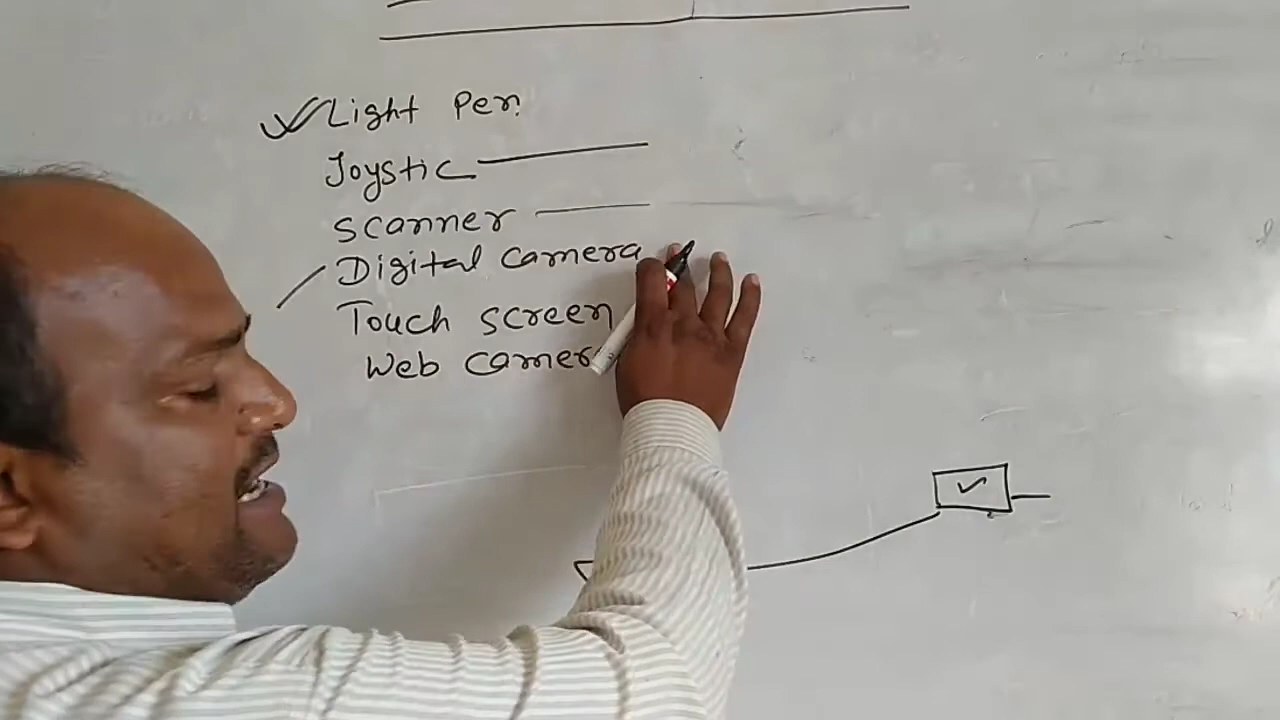 Light Pen
Joystic
scanner
Digital camera
Touch screen
Web camera